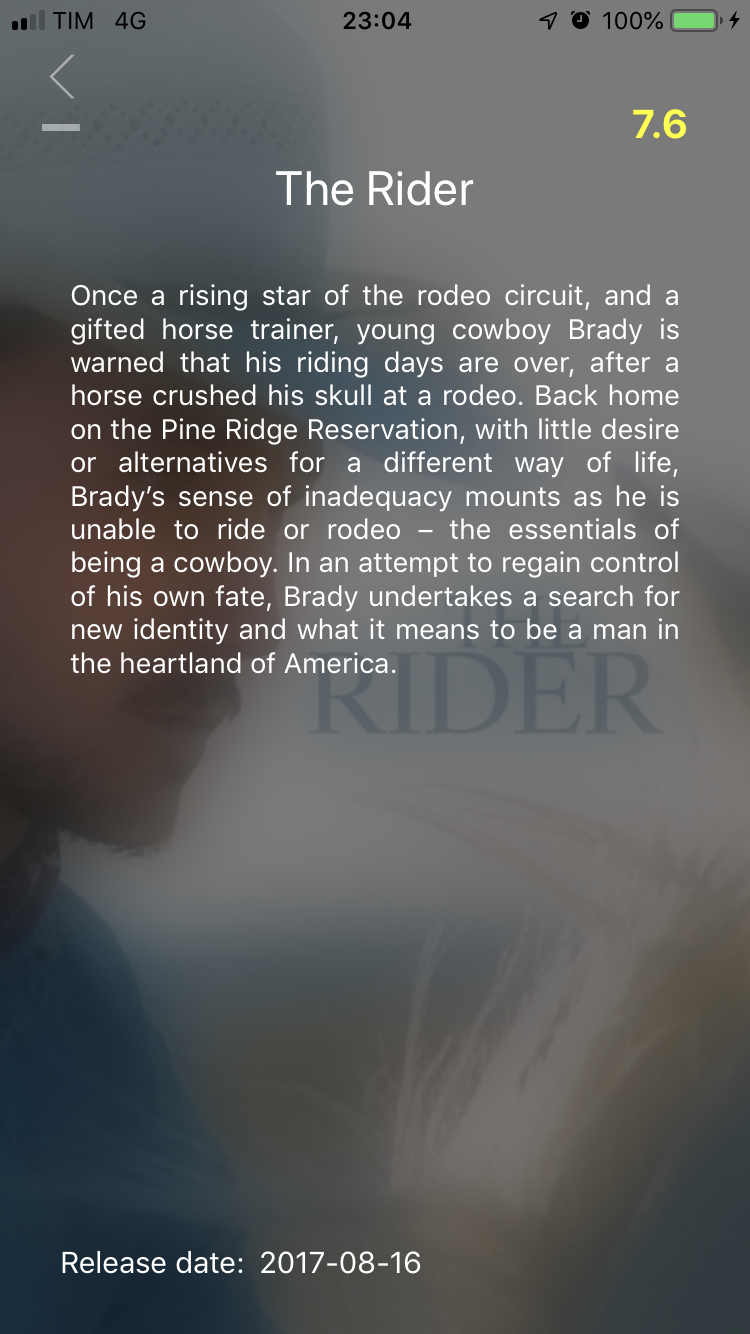 TIM 4G 23:04 100%
7.6
The Rider
Once a rising star of the rodeo circuit, and a
gifted horse trainer, young cowboy Brady is
warned that his riding days are over, after a
horse crushed his skull at a rodeo. Back home
on the Pine Ridge Reservation, with little desire
or alternatives for a different way of life,
Brady’s sense of inadequacy mounts as he is
unable to ride or rodeo – the essentials of
being a cowboy. In an attempt to regain control
of his own fate, Brady undertakes a search for
new identity and what it means to be a man in
the heartland of America.
THE
RIDER
Release date: 2017-08-16